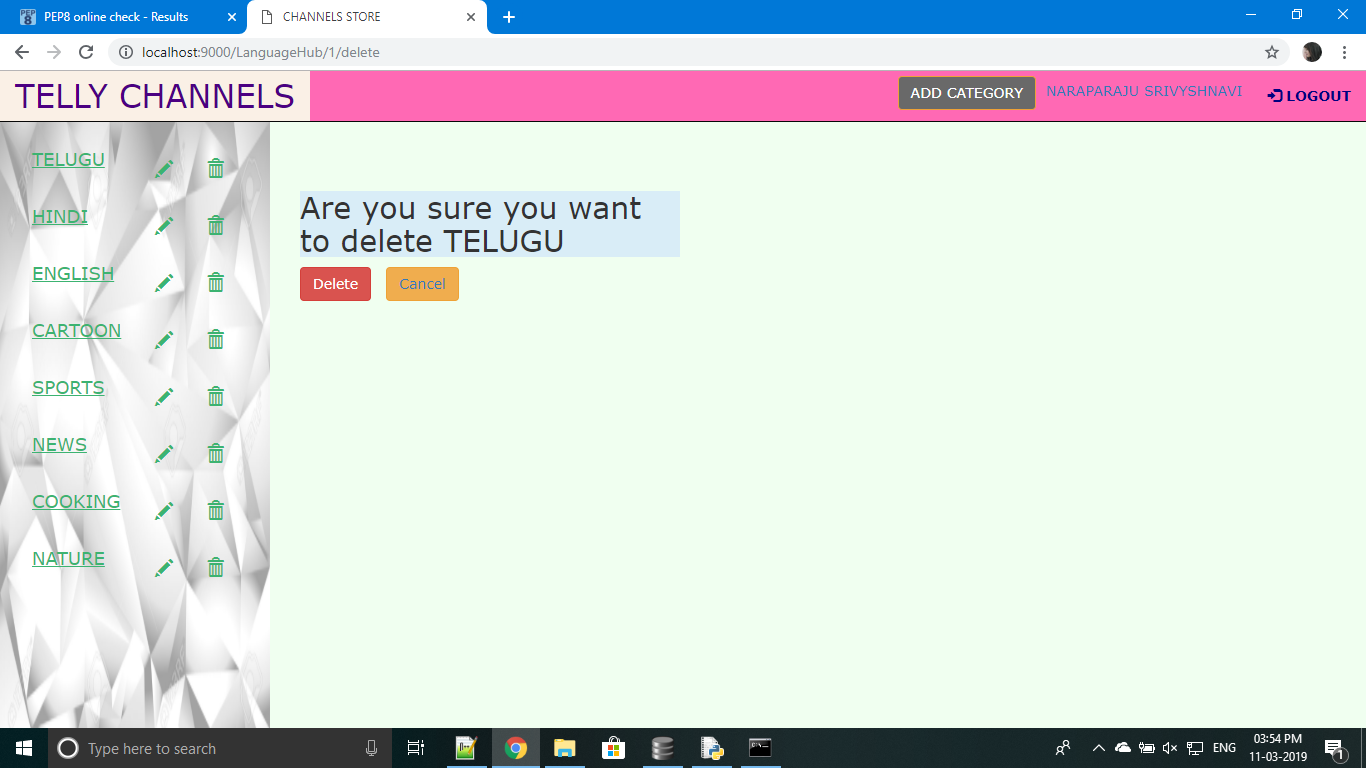 PEP8 online check - Results
CHANNELS STORE
localhost:9000/LanguageHub/1/delete
TELLY CHANNELS
ADD CATEGORY
NARAPARAJU SRIVYSHNAVI
LOGOUT
TELUGU
HINDI
ENGLISH
CARTOON
SPORTS
NEWS
COOKING
NATURE
Are you sure you want
to delete TELUGU
Delete
Cancel
Type here to search
ENG
03:54 PM
11-03-2019
1